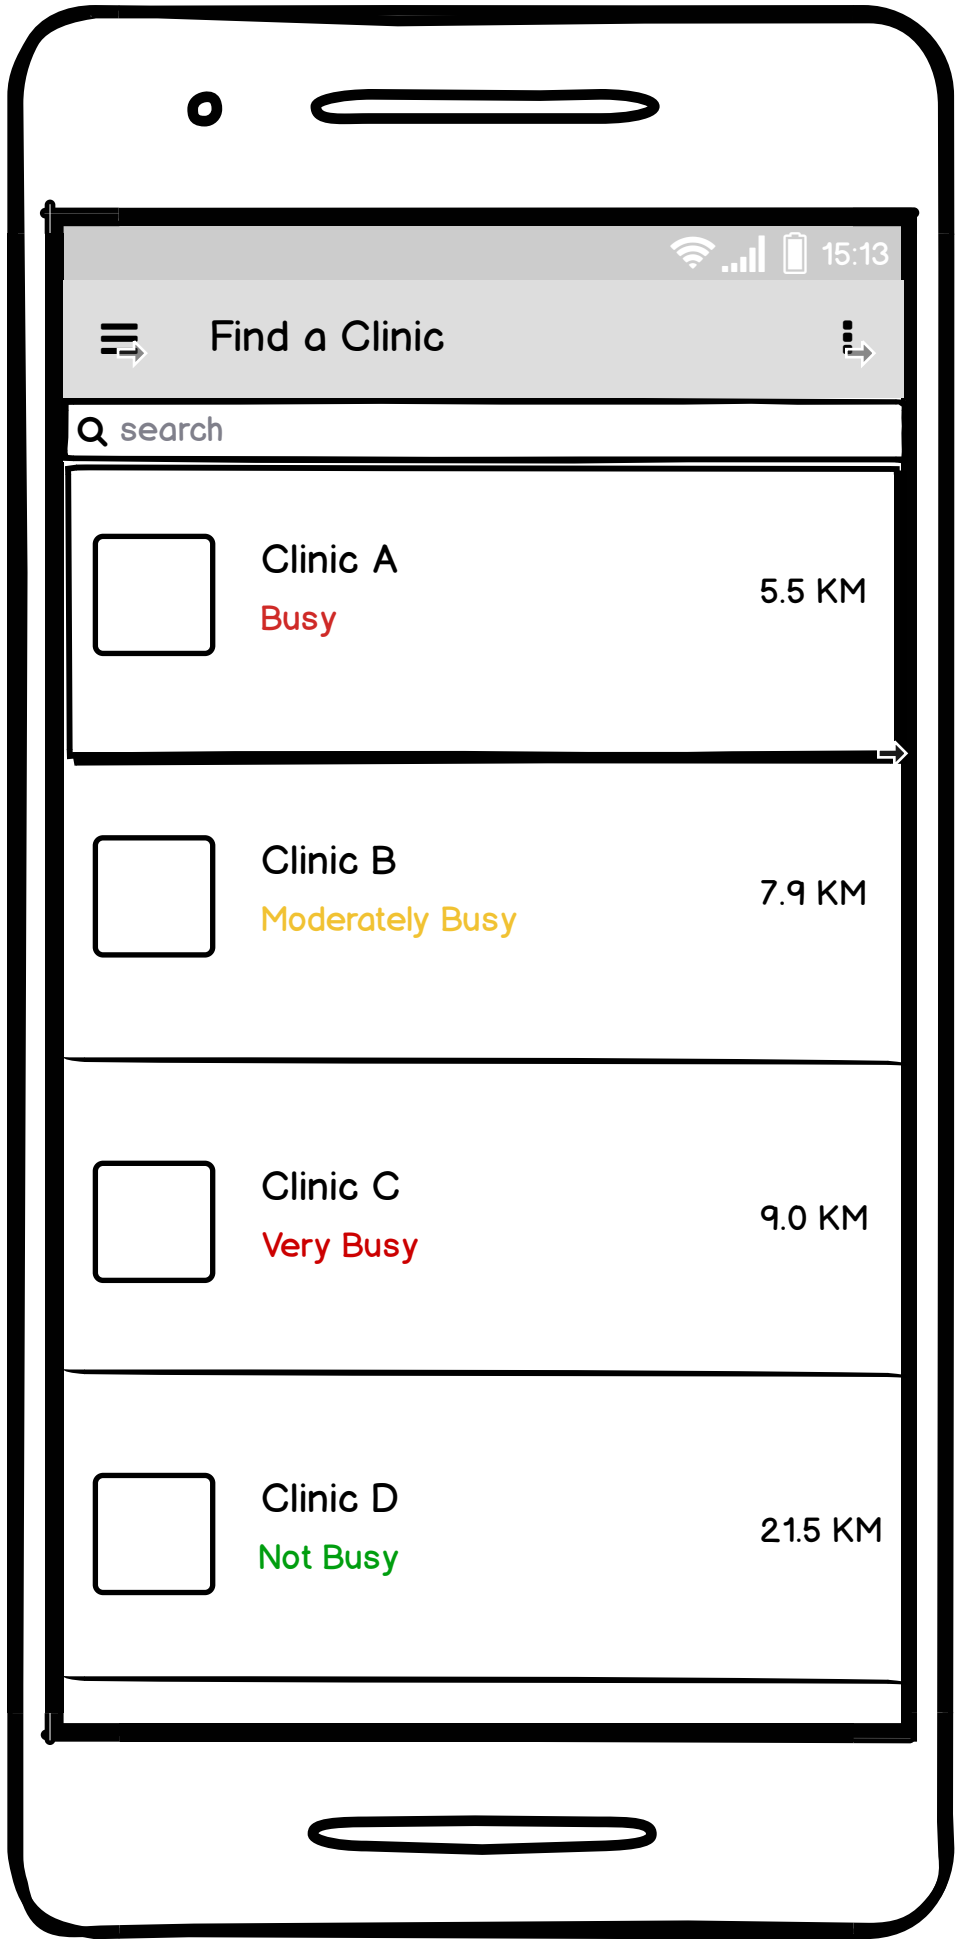 15:13
Find a Clinic
search
Clinic A
Busy
5.5 KM
Clinic B
Moderately Busy
7.9 KM
Clinic C
Very Busy
9.0 KM
Clinic D
Not Busy
21.5 KM